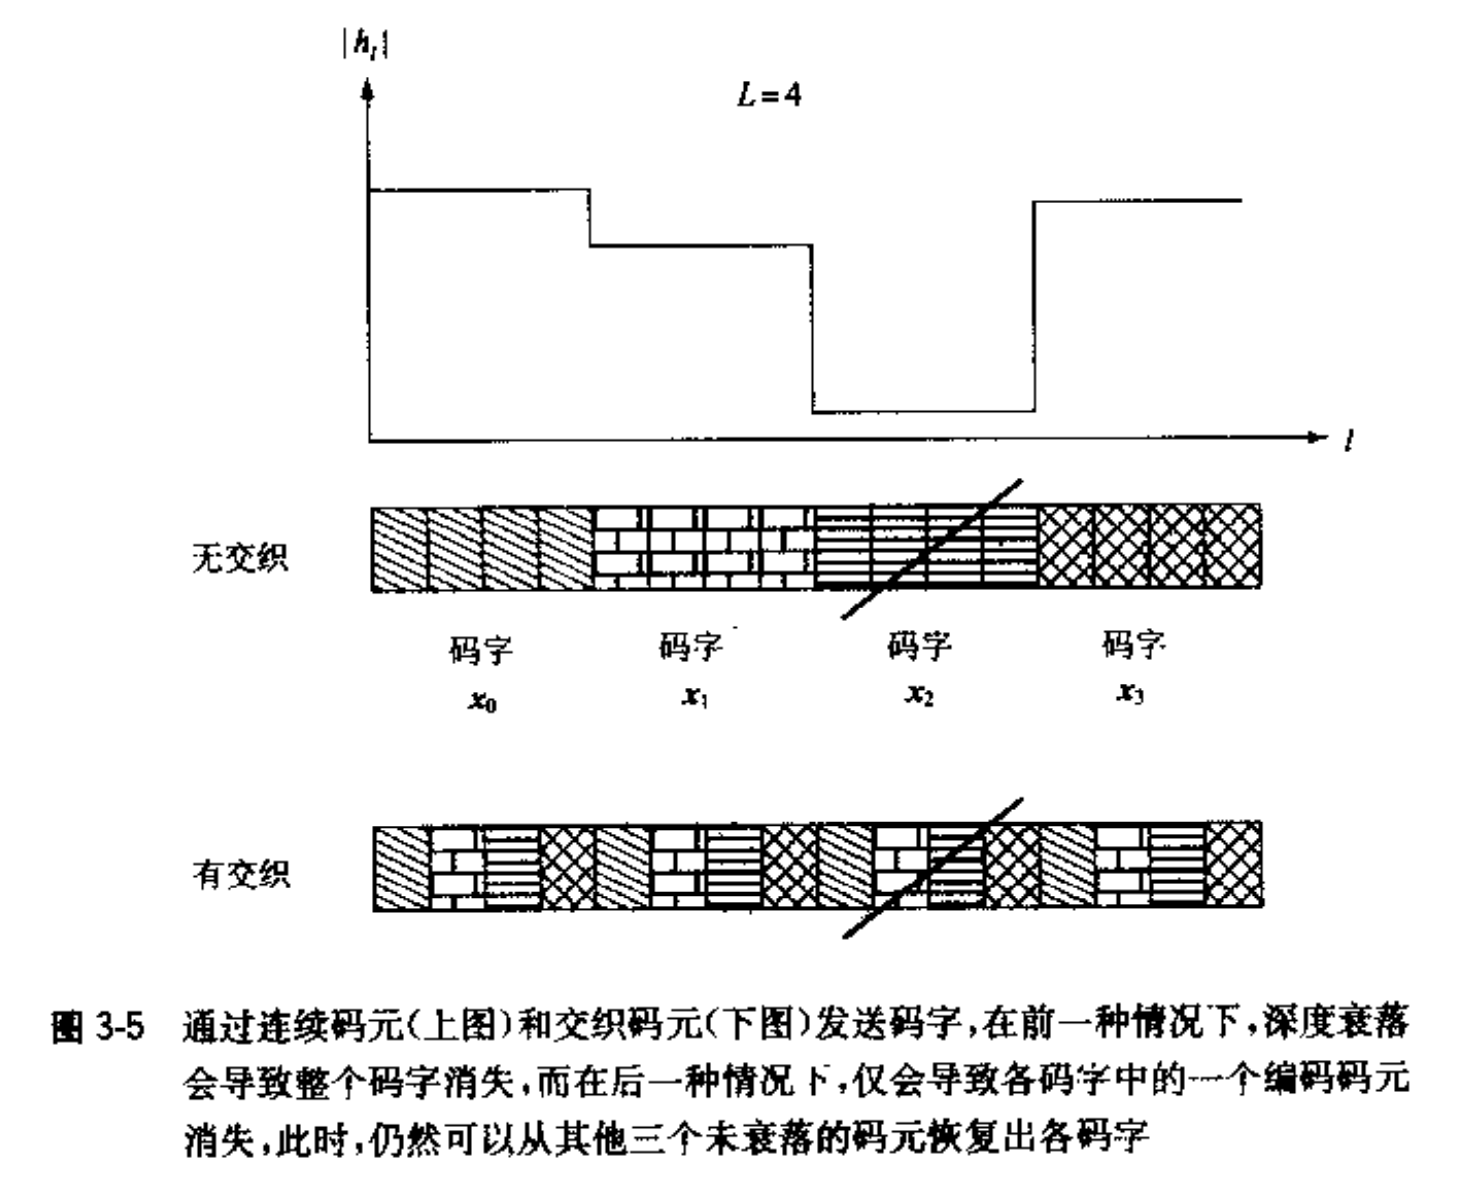 |h_l|
L=4
l
无交织
码字 码字 码字 码字
x₀ x₁ x₂ x₃
有交织
图 3-5 通过连续码元(上图)和交织码元(下图)发送码字,在前一种情况下,深度衰落
会导致整个码字消失,而在后一种情况下,仅会导致各码字中的一个编码码元
消失,此时,仍然可以从其他三个未衰落的码元恢复出各码字